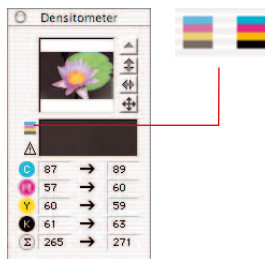 Densitometer
C 87 → 89
M 57 → 60
Y 60 → 59
K 61 → 63
Σ 265 → 271